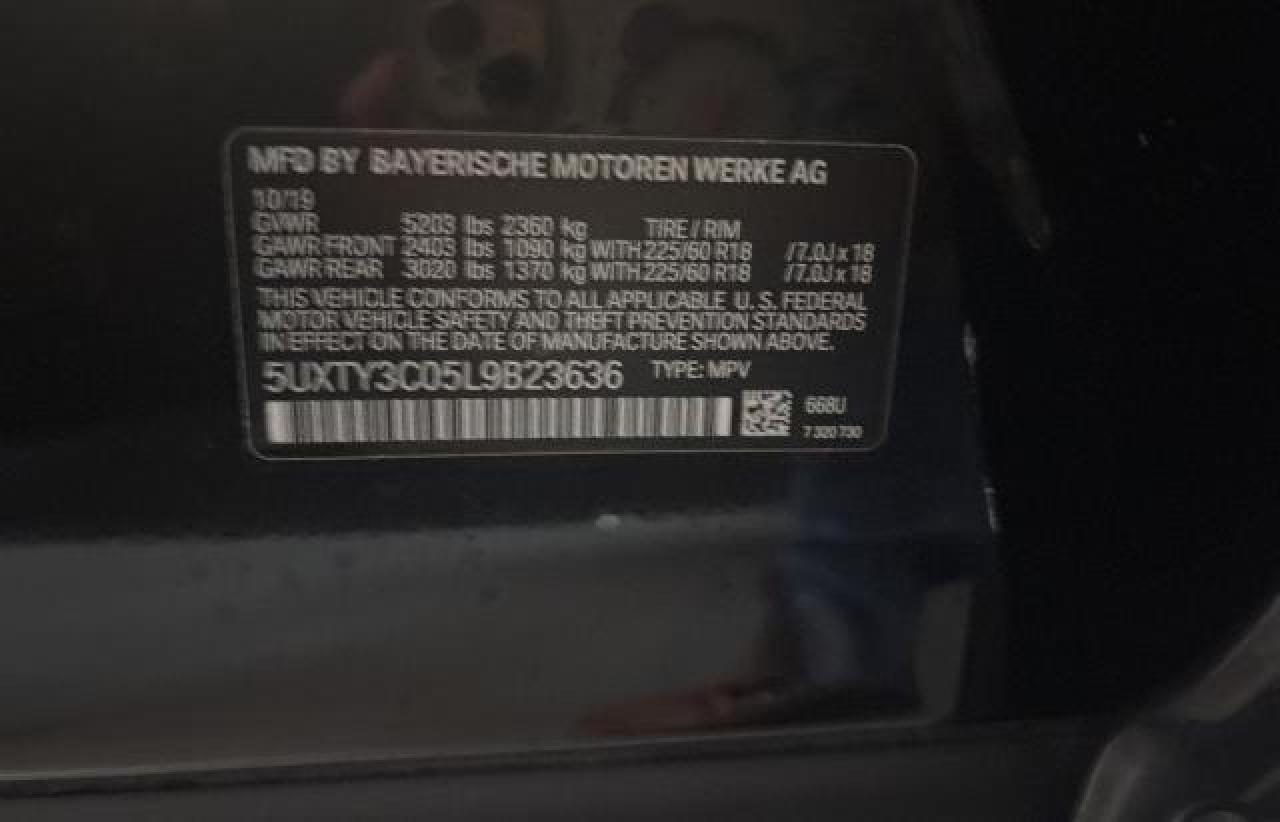 MFD BY BAYERISCHE MOTOREN WERKE AG
10/19
GVWR 5203 lbs 2360 kg TIRE / RIM
GAWR FRONT 2403 lbs 1090 kg WITH 225/60 R18 /7.0J x 18
GAWR REAR 3020 lbs 1370 kg WITH 225/60 R18 /7.0J x 18
THIS VEHICLE CONFORMS TO ALL APPLICABLE U. S. FEDERAL
MOTOR VEHICLE SAFETY AND THEFT PREVENTION STANDARDS
IN EFFECT ON THE DATE OF MANUFACTURE SHOWN ABOVE.
5UXTY3C05L9B23636 TYPE: MPV
668U
7 320 730